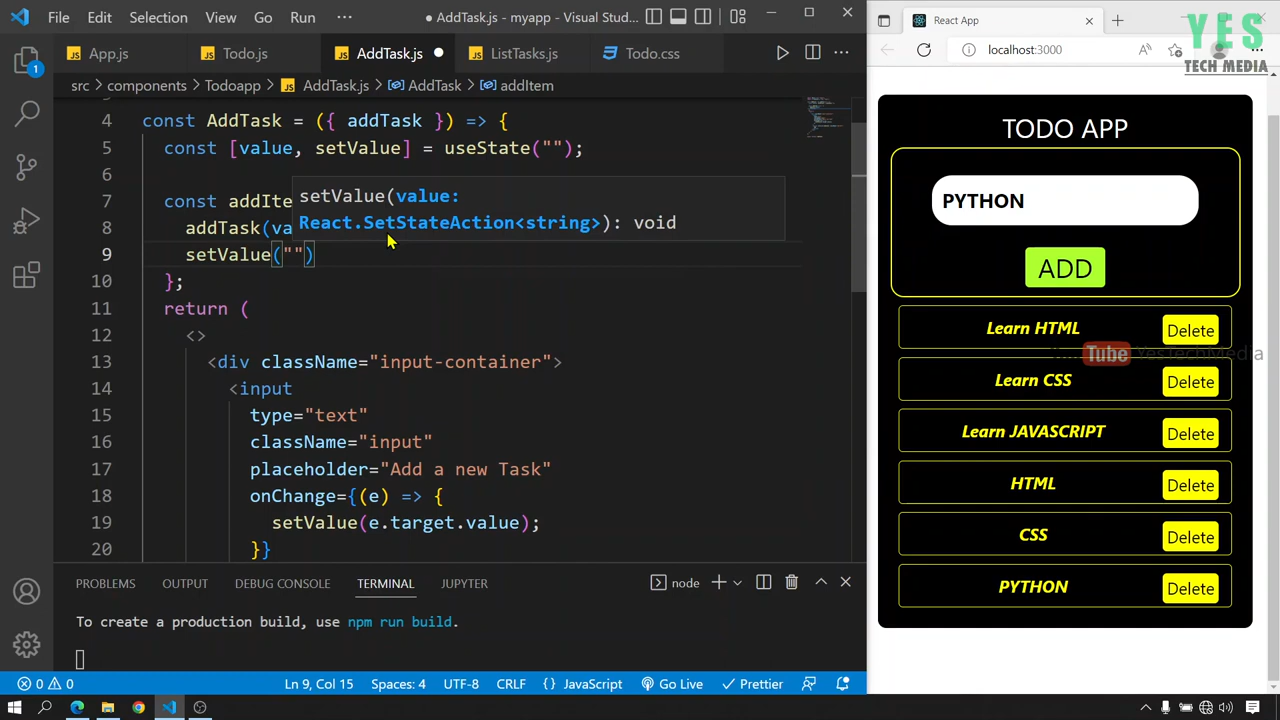 File Edit Selection View Go Run ··· ● AddTask.js - myapp - Visual Stud...
App.js Todo.js AddTask.js ListTasks.js Todo.css
src > components > Todoapp > AddTask.js > AddTask > addItem
4 const AddTask = ({ addTask }) => {
5 const [value, setValue] = useState("");
6
7 const addIte
8 addTask(va
setValue(value:
React.SetStateAction<string>): void
9 setValue("")
10 };
11 return (
12 <>
13 <div className="input-container">
14 <input
15 type="text"
16 className="input"
17 placeholder="Add a new Task"
18 onChange={(e) => {
19 setValue(e.target.value);
20 }}
PROBLEMS OUTPUT DEBUG CONSOLE TERMINAL JUPYTER node
To create a production build, use npm run build.
0 0 Ln 9, Col 15 Spaces: 4 UTF-8 CRLF {} JavaScript Go Live Prettier
1
React App
localhost:3000
YES
TECH MEDIA
TODO APP
PYTHON
ADD
Learn HTML Delete
YouTube YesTechMedia
Learn CSS Delete
Learn JAVASCRIPT Delete
HTML Delete
CSS Delete
PYTHON Delete